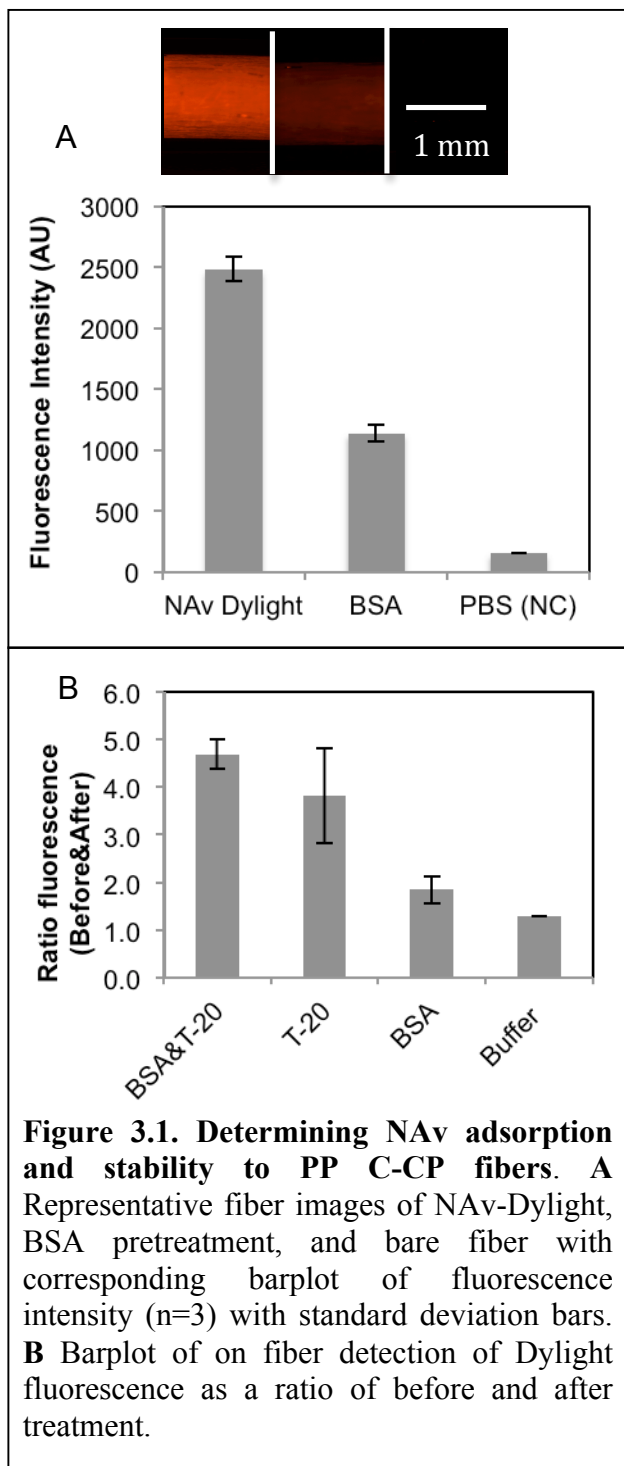 A
1 mm
Fluorescence Intensity (AU)
3000
2500
2000
1500
1000
500
0
NAv Dylight BSA PBS (NC)
B
Ratio fluorescence
(Before&After)
6.0
5.0
4.0
3.0
2.0
1.0
0.0
BSA&T-20 T-20 BSA Buffer
Figure 3.1. Determining NAv adsorption
and stability to PP C-CP fibers. A
Representative fiber images of NAv-Dylight,
BSA pretreatment, and bare fiber with
corresponding barplot of fluorescence
intensity (n=3) with standard deviation bars.
B Barplot of on fiber detection of Dylight
fluorescence as a ratio of before and after
treatment.